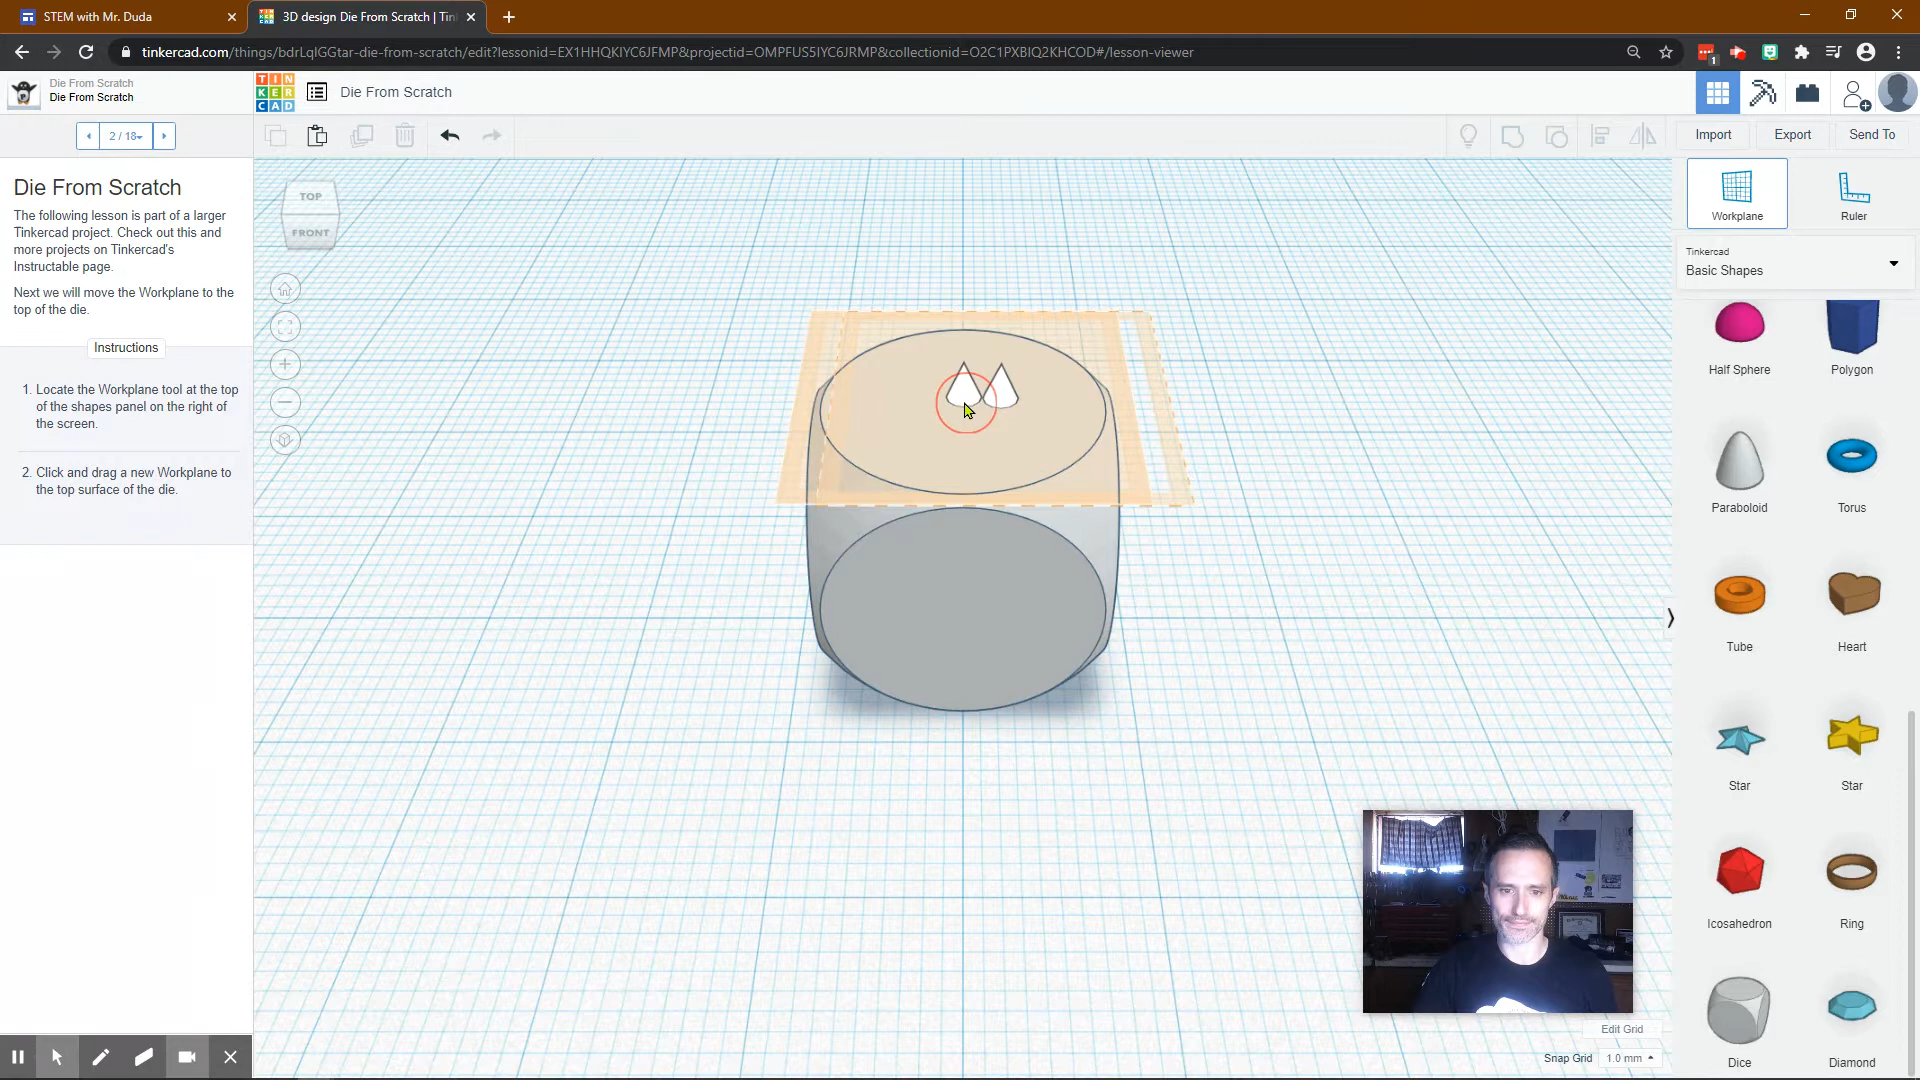 STEM with Mr. Duda
3D design Die From Scratch | Tin
tinkercad.com/things/bdrLqlGGtar-die-from-scratch/edit?lessonid=EX1HHQKIYC6JFMP&projectid=OMPFUS5IYC6JRMP&collectionid=O2C1PXBIQ2KHCOD#/lesson-viewer
1
Die From Scratch
Die From Scratch
TIN
KER
CAD
Die From Scratch
2 / 18
Import
Export
Send To
Die From Scratch
The following lesson is part of a larger
Tinkercad project. Check out this and
more projects on Tinkercad's
Instructable page.
Next we will move the Workplane to the
top of the die.
Instructions
1. Locate the Workplane tool at the top
of the shapes panel on the right of
the screen.
2. Click and drag a new Workplane to
the top surface of the die.
TOP
FRONT
Workplane
Ruler
Tinkercad
Basic Shapes
Half Sphere
Polygon
Paraboloid
Torus
Tube
Heart
Star
Star
Icosahedron
Ring
Dice
Diamond
Edit Grid
Snap Grid
1.0 mm